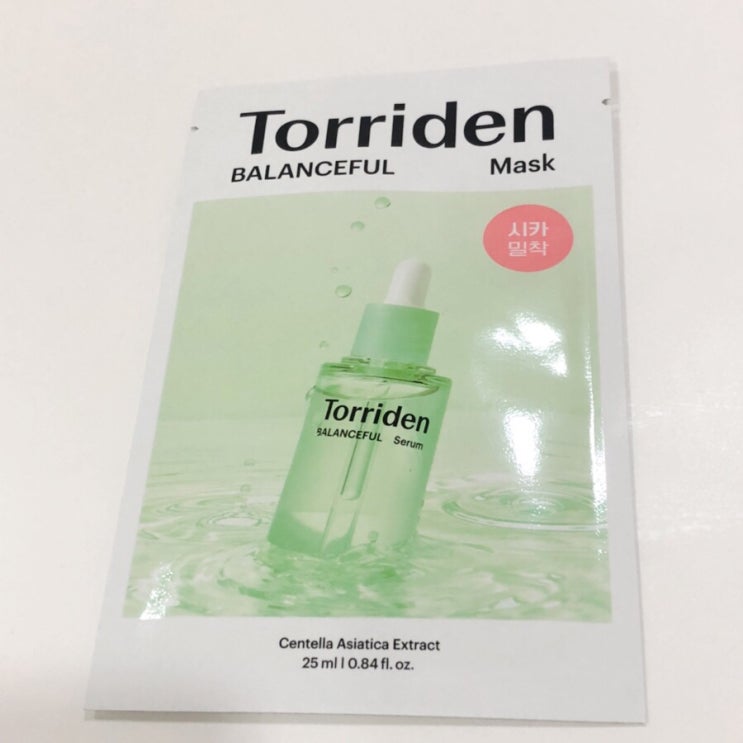 Torriden
BALANCEFUL Mask
시카
밀착
Torriden
BALANCEFUL Serum
Centella Asiatica Extract
25 ml | 0.84 fl. oz.